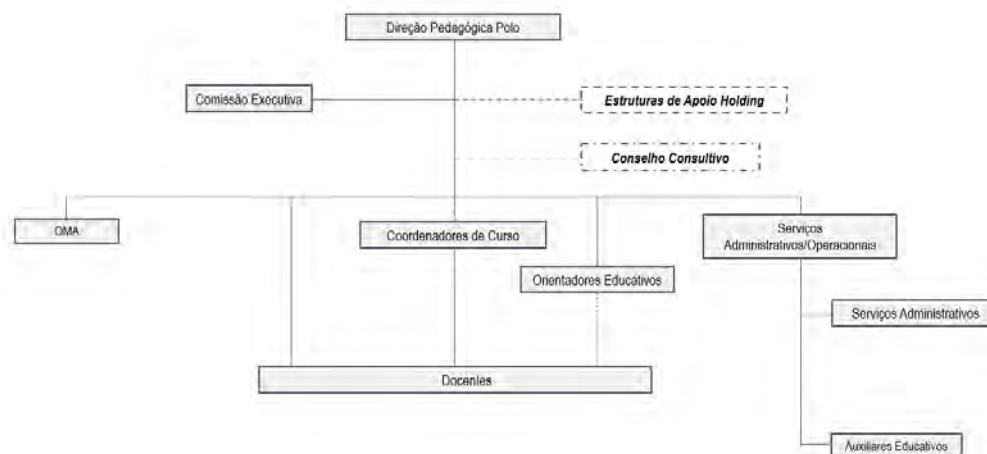 Direção Pedagógica Polo
Comissão Executiva
Estruturas de Apoio Holding
Conselho Consultivo
QMA
Coordenadores de Curso
Serviços
Administrativos/Operacionais
Orientadores Educativos
Serviços Administrativos
Docentes
Auxiliares Educativos